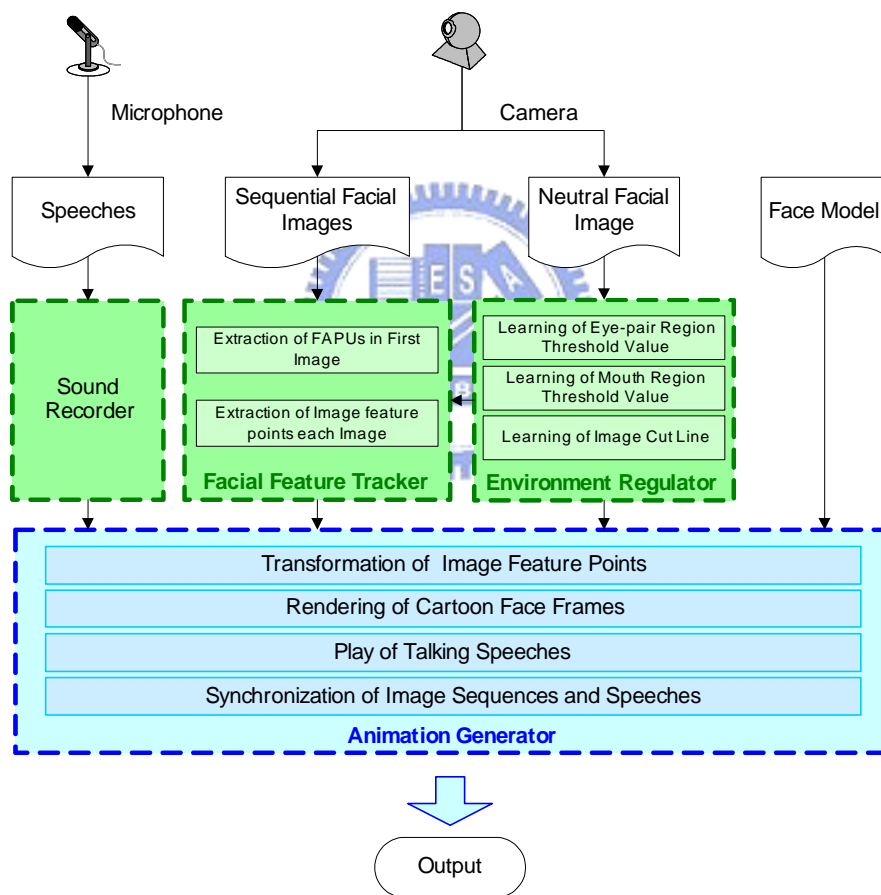 Microphone
Camera
Speeches
Sequential Facial
Images
Neutral Facial
Image
Face Model
ESA
Sound
Recorder
Extraction of FAPUs in First
Image
Extraction of Image feature
points each Image
Facial Feature Tracker
Learning of Eye-pair Region
Threshold Value
Learning of Mouth Region
Threshold Value
Learning of Image Cut Line
Environment Regulator
Transformation of Image Feature Points
Rendering of Cartoon Face Frames
Play of Talking Speeches
Synchronization of Image Sequences and Speeches
Animation Generator
Output